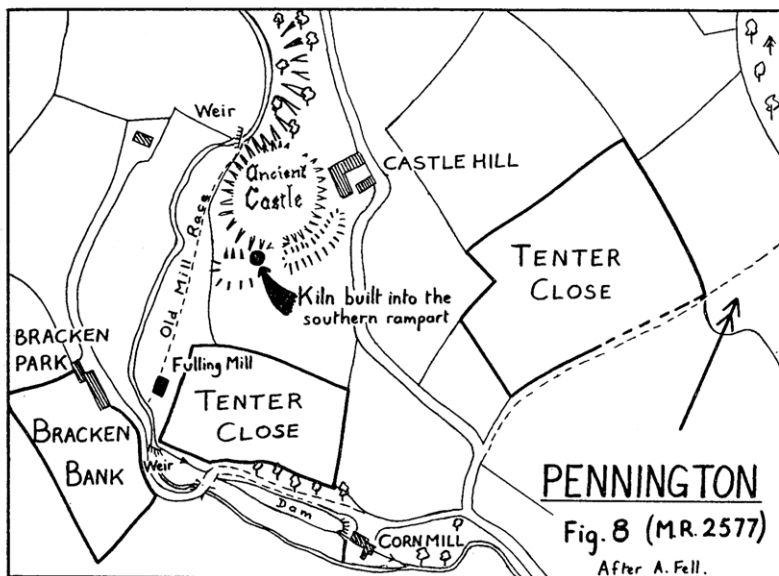 Weir
Ancient
Castle
CASTLE HILL
Old Mill Race
TENTER
CLOSE
Kiln built into the
southern rampart
BRACKEN
PARK
Fulling Mill
TENTER
CLOSE
BRACKEN
BANK
Weir
Dam
CORN MILL
PENNINGTON
Fig. 8 (M.R. 2577)
After A. Fell.